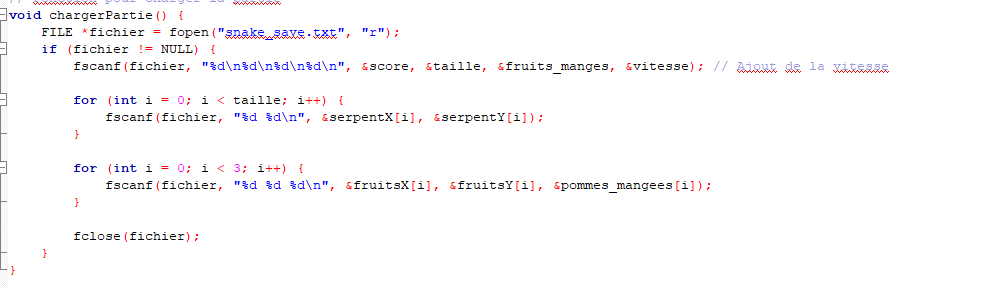 pour charger la
void chargerPartie() {
FILE *fichier = fopen("snake_save.txt", "r");
if (fichier != NULL) {
fscanf(fichier, "%d\n%d\n%d\n%d\n", &score, &taille, &fruits_manges, &vitesse); // Ajout de la vitesse
for (int i = 0; i < taille; i++) {
fscanf(fichier, "%d %d\n", &serpentX[i], &serpentY[i]);
}
for (int i = 0; i < 3; i++) {
fscanf(fichier, "%d %d %d\n", &fruitsX[i], &fruitsY[i], &pommes_mangees[i]);
}
fclose(fichier);
}
}